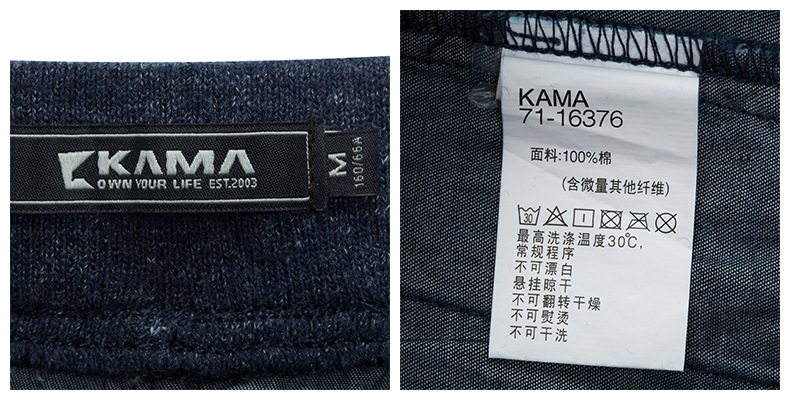 KAMA
OWN YOUR LIFE EST.2003
M
160/66A
KAMA
71-16376
面料:100%棉
(含微量其他纤维)
30
最高洗涤温度30℃,
常规程序
不可漂白
悬挂晾干
不可翻转干燥
不可熨烫
不可干洗